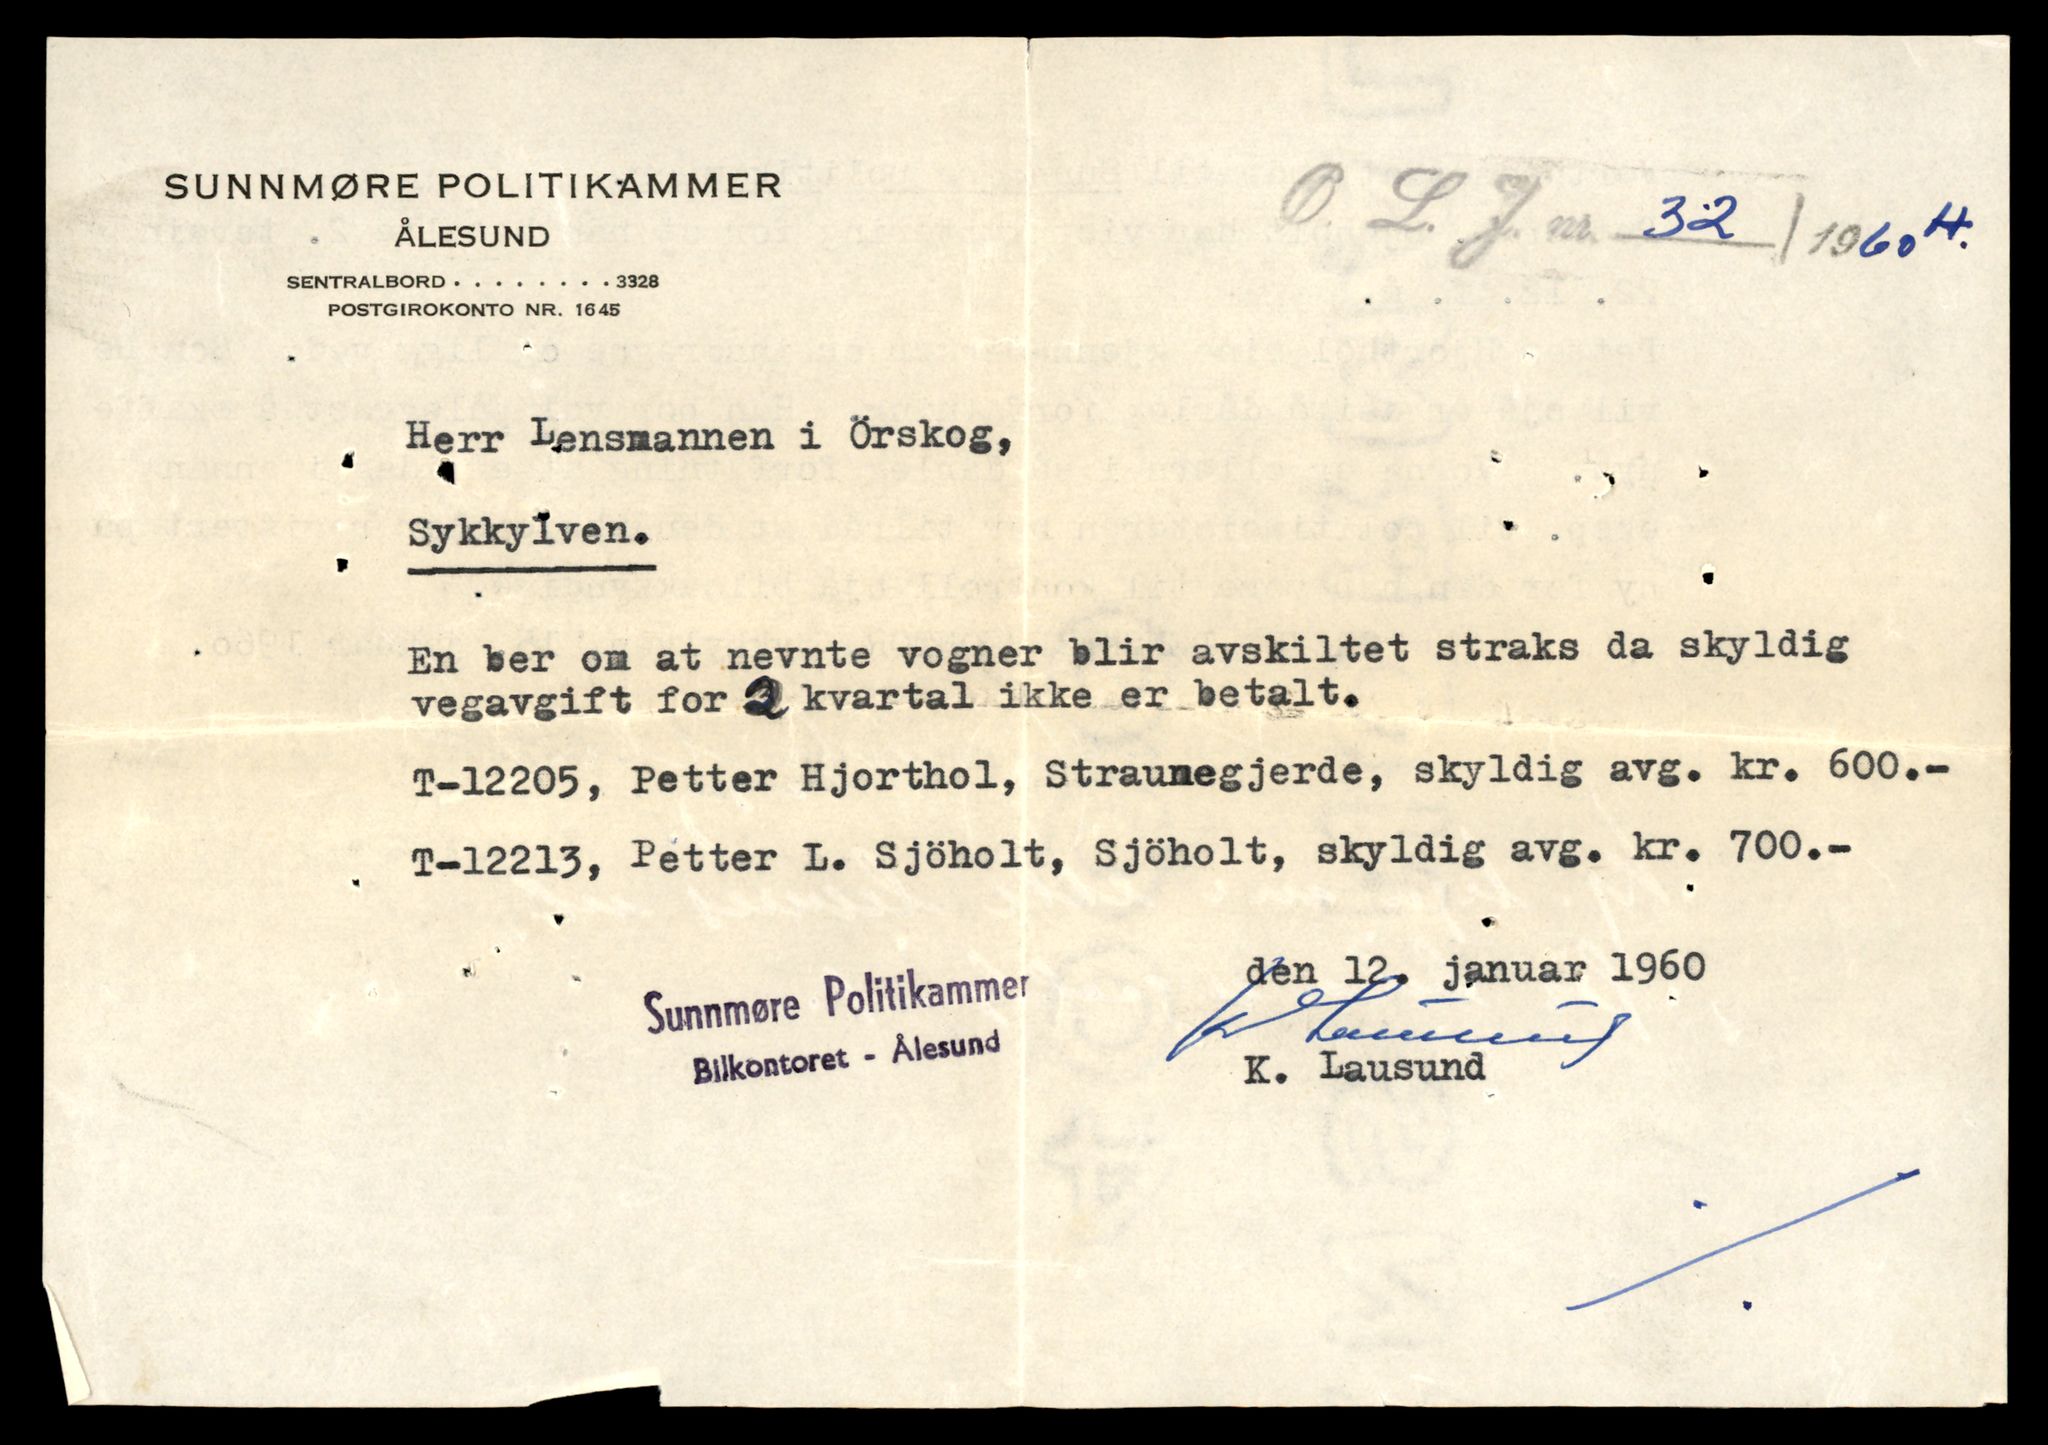 SUNNMØRE POLITIKAMMER
ÅLESUND
SENTRALBORD . . . . . . . . 3328
POSTGIROKONTO NR. 1645
O. L. J. nr. 32 / 1960 H.
Herr Lensmannen i Örskog,
Sykkylven.
En ber om at nevnte vogner blir avskiltet straks da skyldig
vegavgift for 2 kvartal ikke er betalt.
T-12205, Petter Hjorthol, Straumegjerde, skyldig avg. kr. 600.-
T-12213, Petter L. Sjöholt, Sjöholt, skyldig avg. kr. 700.-
den 12. januar 1960
K Lausund
K. Lausund
Sunnmøre Politikammer
Bilkontoret - Ålesund